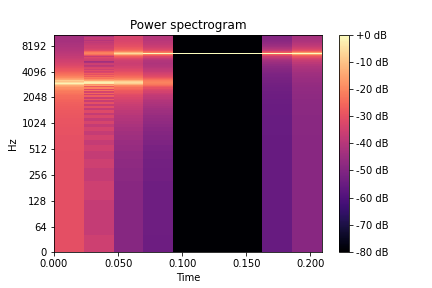 Power spectrogram
Hz
8192
4096
2048
1024
512
256
128
64
0
0.000 0.050 0.100 0.150 0.200
Time
+0 dB
-10 dB
-20 dB
-30 dB
-40 dB
-50 dB
-60 dB
-70 dB
-80 dB